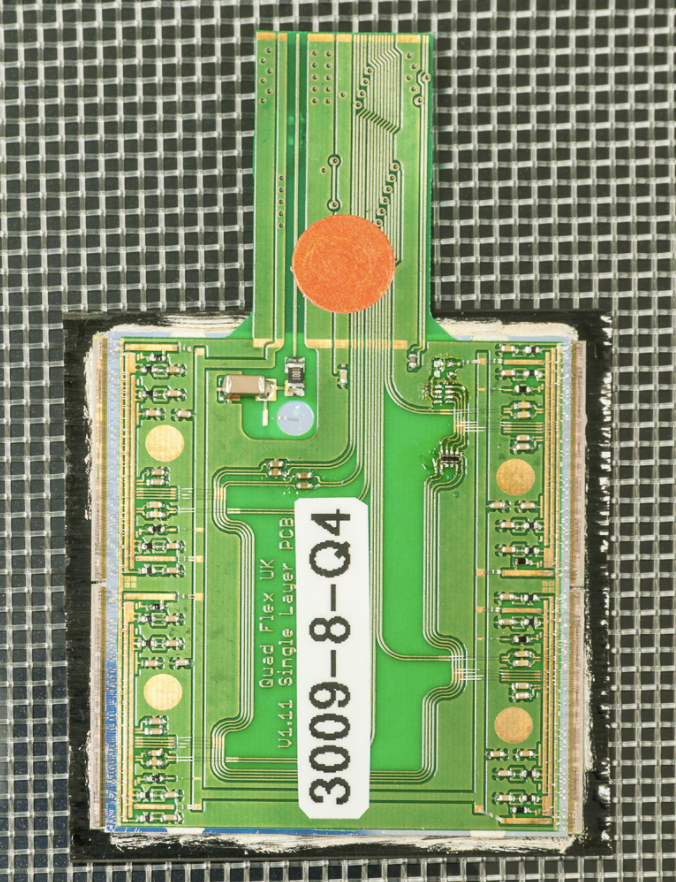 Quad Flex UK
V1.11 Single Layer PCB
3009-8-Q4